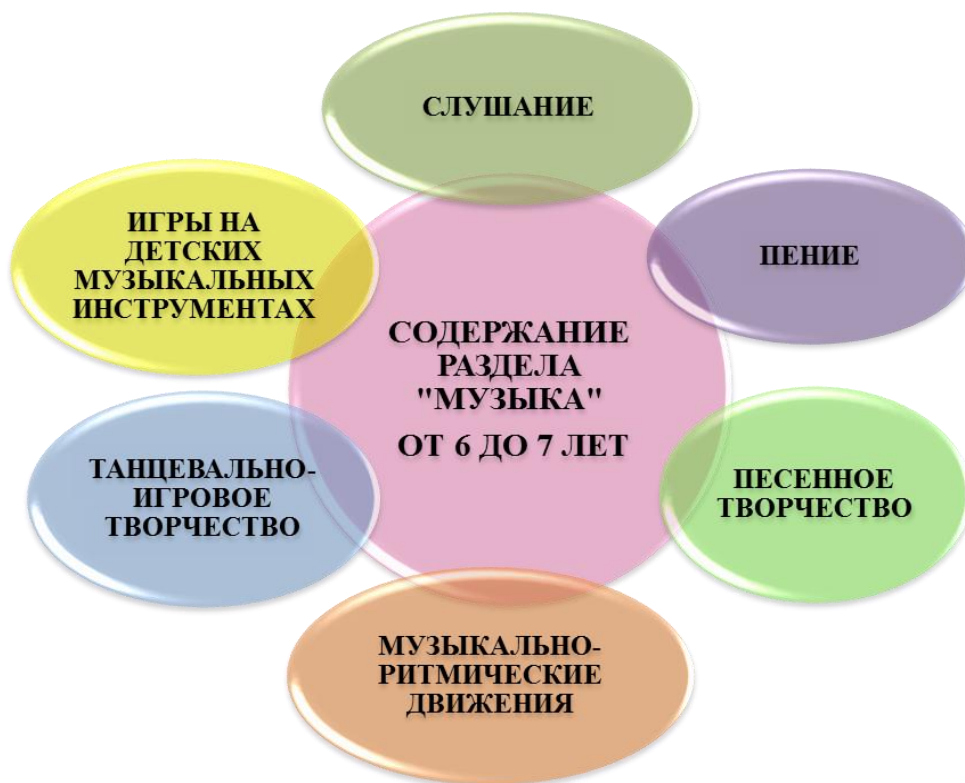 СЛУШАНИЕ
ИГРЫ НА
ДЕТСКИХ
МУЗЫКАЛЬНЫХ
ИНСТРУМЕНТАХ
ПЕНИЕ
СОДЕРЖАНИЕ
РАЗДЕЛА
"МУЗЫКА"
ОТ 6 ДО 7 ЛЕТ
ТАНЦЕВАЛЬНО-
ИГРОВОЕ
ТВОРЧЕСТВО
ПЕСЕННОЕ
ТВОРЧЕСТВО
МУЗЫКАЛЬНО-
РИТМИЧЕСКИЕ
ДВИЖЕНИЯ